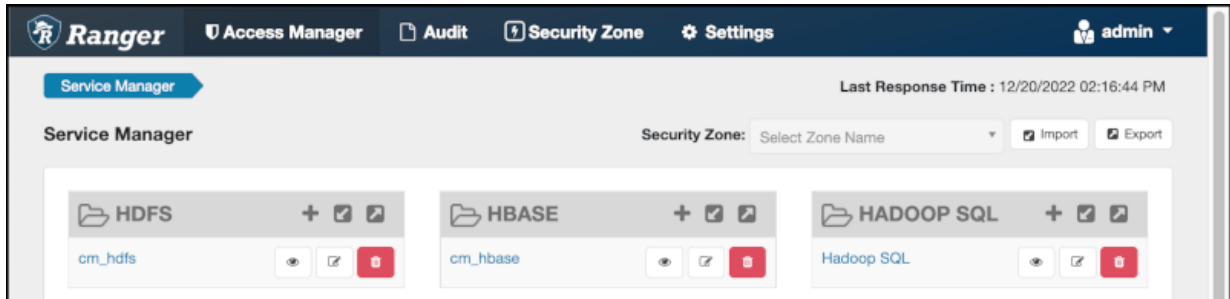 Ranger Access Manager Audit Security Zone Settings admin
Service Manager Last Response Time : 12/20/2022 02:16:44 PM
Service Manager Security Zone: Select Zone Name Import Export
HDFS HBASE HADOOP SQL
cm_hdfs cm_hbase Hadoop SQL